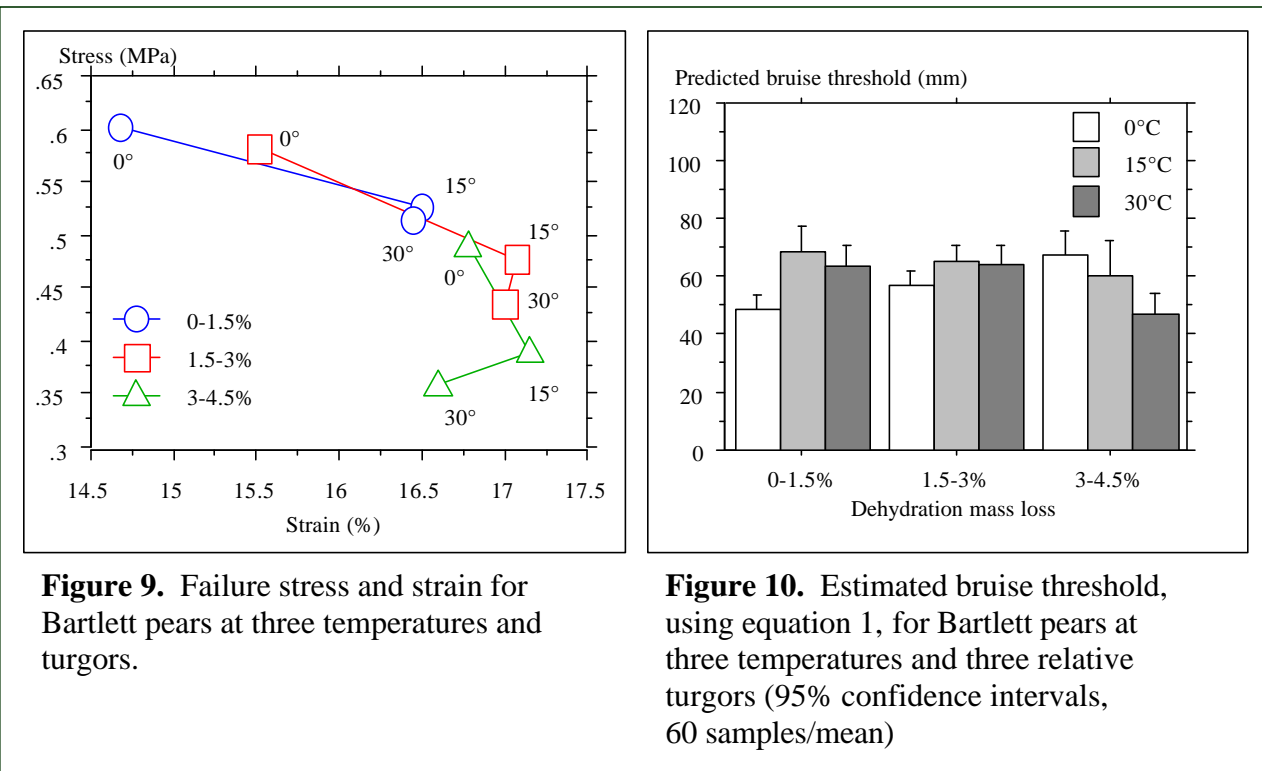 Stress (MPa)
.65
.6
.55
.5
.45
.4
.35
.3
0°
0°
15°
30°
15°
0°
30°
15°
30°
0-1.5%
1.5-3%
3-4.5%
14.5 15 15.5 16 16.5 17 17.5
Strain (%)
Figure 9. Failure stress and strain for
Bartlett pears at three temperatures and
turgors.
Predicted bruise threshold (mm)
120
100
80
60
40
20
0
0°C
15°C
30°C
0-1.5% 1.5-3% 3-4.5%
Dehydration mass loss
Figure 10. Estimated bruise threshold,
using equation 1, for Bartlett pears at
three temperatures and three relative
turgors (95% confidence intervals,
60 samples/mean)